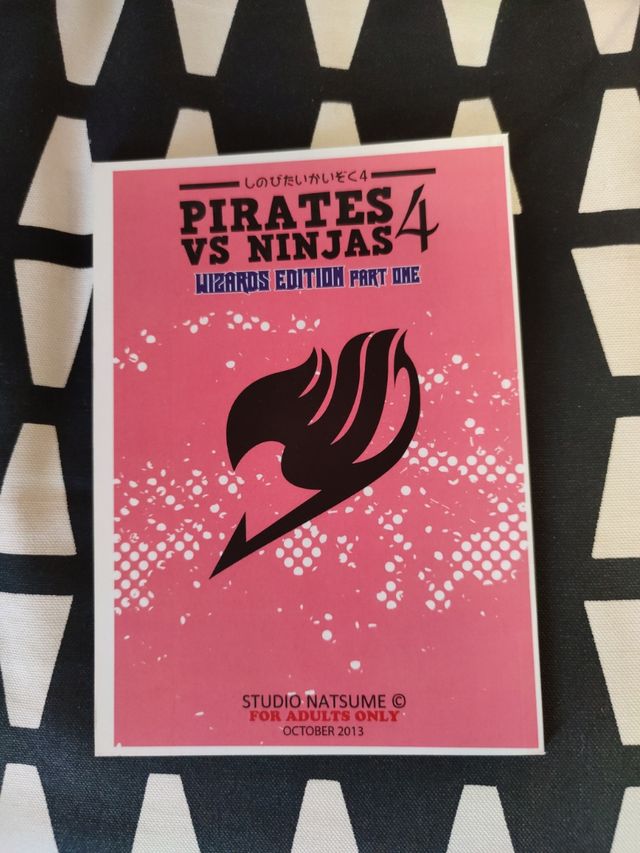 しのびたいかいぞく4
PIRATES
VS NINJAS 4
WIZARDS EDITION PART ONE
STUDIO NATSUME ©
FOR ADULTS ONLY
OCTOBER 2013